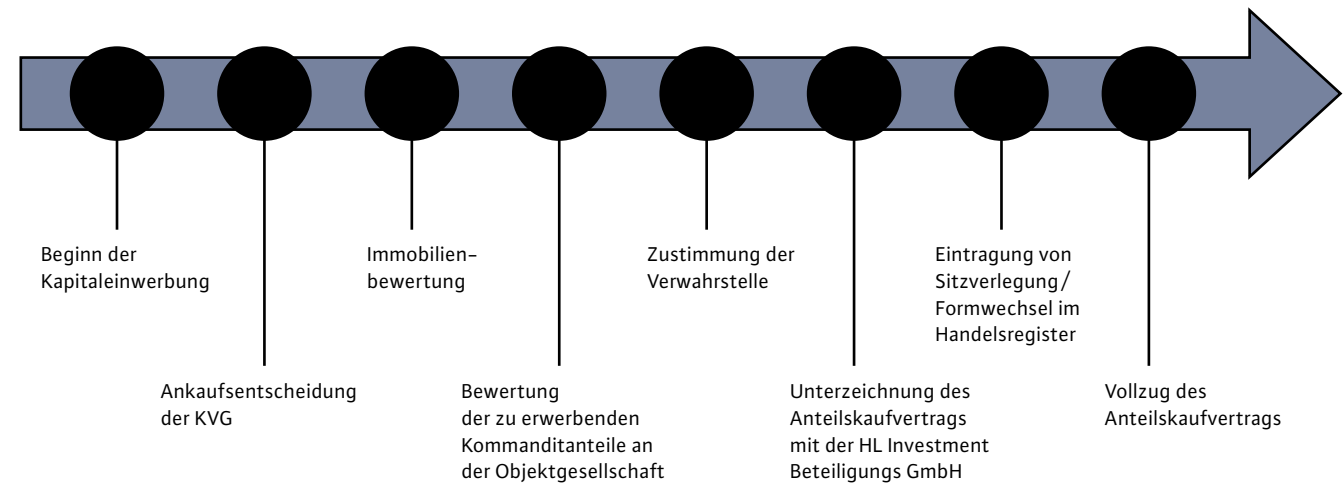 Beginn der
Kapitaleinwerbung
Ankaufsentscheidung
der KVG
Immobilien–
bewertung
Bewertung
der zu erwerbenden
Kommanditanteile an
der Objektgesellschaft
Zustimmung der
Verwahrstelle
Unterzeichnung des
Anteilskaufvertrags
mit der HL Investment
Beteiligungs GmbH
Eintragung von
Sitzverlegung/
Formwechsel im
Handelsregister
Vollzug des
Anteilskaufvertrags